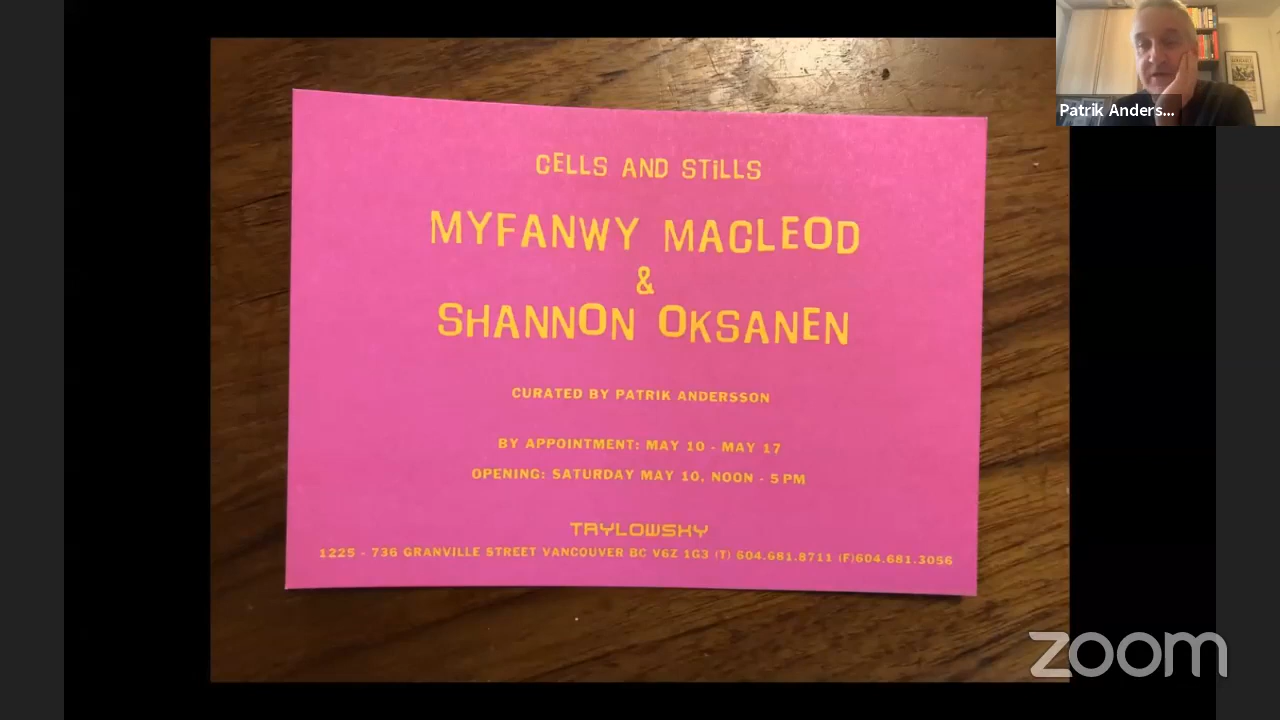 Patrik Anders...
CELLS AND STiLLS
MYFANWY MACLEOD
&
SHANNON OKSANEN
CURATED BY PATRIK ANDERSSON
BY APPOINTMENT: MAY 10 - MAY 17
OPENING: SATURDAY MAY 10, NOON - 5 PM
TRYLOWSKY
1225 - 736 GRANVILLE STREET VANCOUVER BC V6Z 1G3 (T) 604.681.8711 (F)604.681.3056
zoom